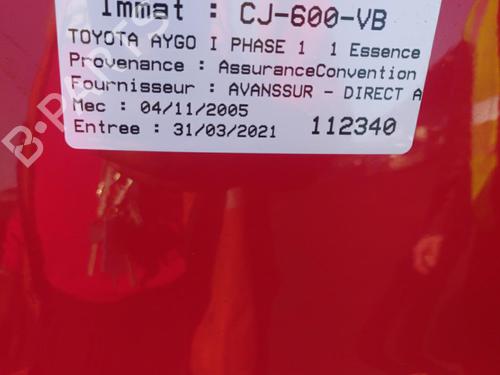 Immat : CJ-600-VB
TOYOTA AYGO I PHASE 1 1 Essence
Provenance : AssuranceConvention
Fournisseur : AVANSSUR - DIRECT A
Mec : 04/11/2005
Entree : 31/03/2021 112340
B-PARTS